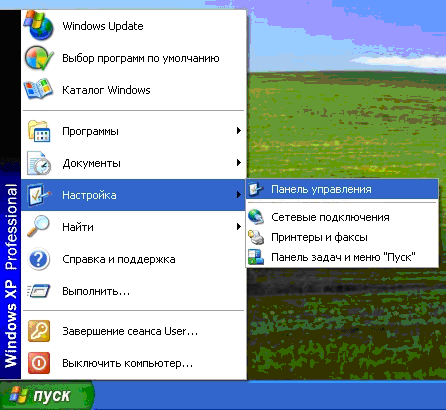 Windows Update
Выбор программ по умолчанию
Каталог Windows
Программы
Документы
Настройка
Найти
Справка и поддержка
Выполнить...
Завершение сеанса User...
Выключить компьютер...
Панель управления
Сетевые подключения
Принтеры и факсы
Панель задач и меню "Пуск"
Windows XP Professional
пуск